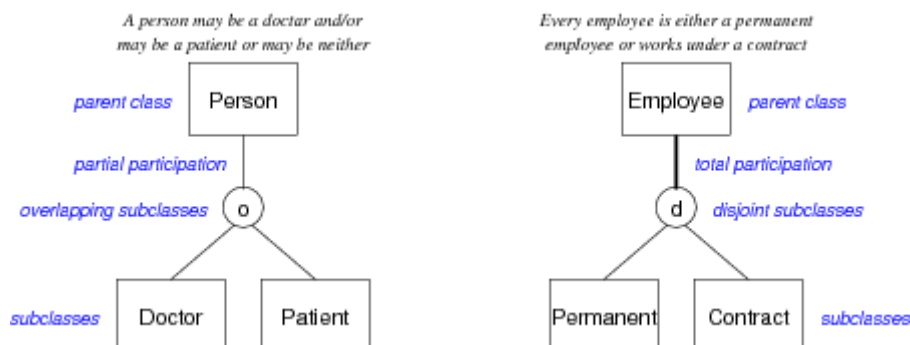 A person may be a doctar and/or
may be a patient or may be neither
Every employee is either a permanent
employee or works under a contract
parent class
Person
Employee
parent class
partial participation
total participation
overlapping subclasses
o
d
disjoint subclasses
subclasses
Doctor
Patient
Permanent
Contract
subclasses